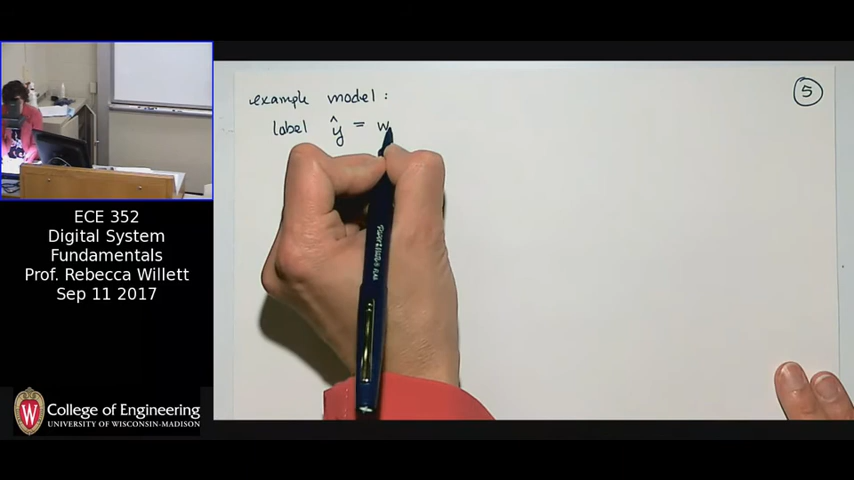 example model :
5
label ŷ = w
ECE 352
Digital System
Fundamentals
Prof. Rebecca Willett
Sep 11 2017
W
College of Engineering
UNIVERSITY OF WISCONSIN-MADISON